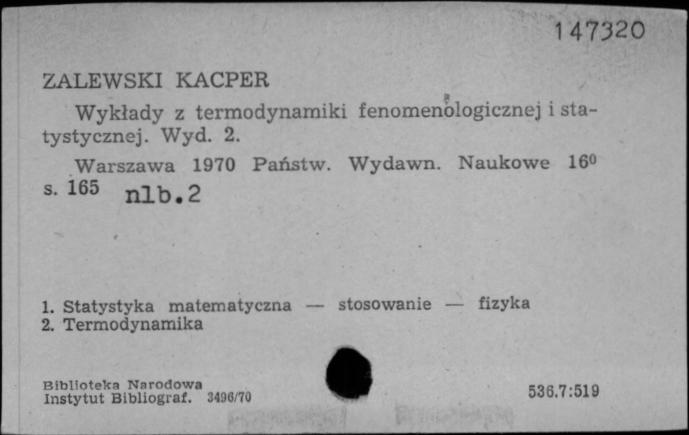 147320
ZALEWSKI KACPER
Wykłady z termodynamiki fenomenologicznej i sta-
tystycznej. Wyd. 2.
Warszawa 1970 Państw. Wydawn. Naukowe 16⁰
s. 165 nlb.2
1. Statystyka matematyczna — stosowanie — fizyka
2. Termodynamika
Biblioteka Narodowa
Instytut Bibliograf. 3496/70
536.7:519